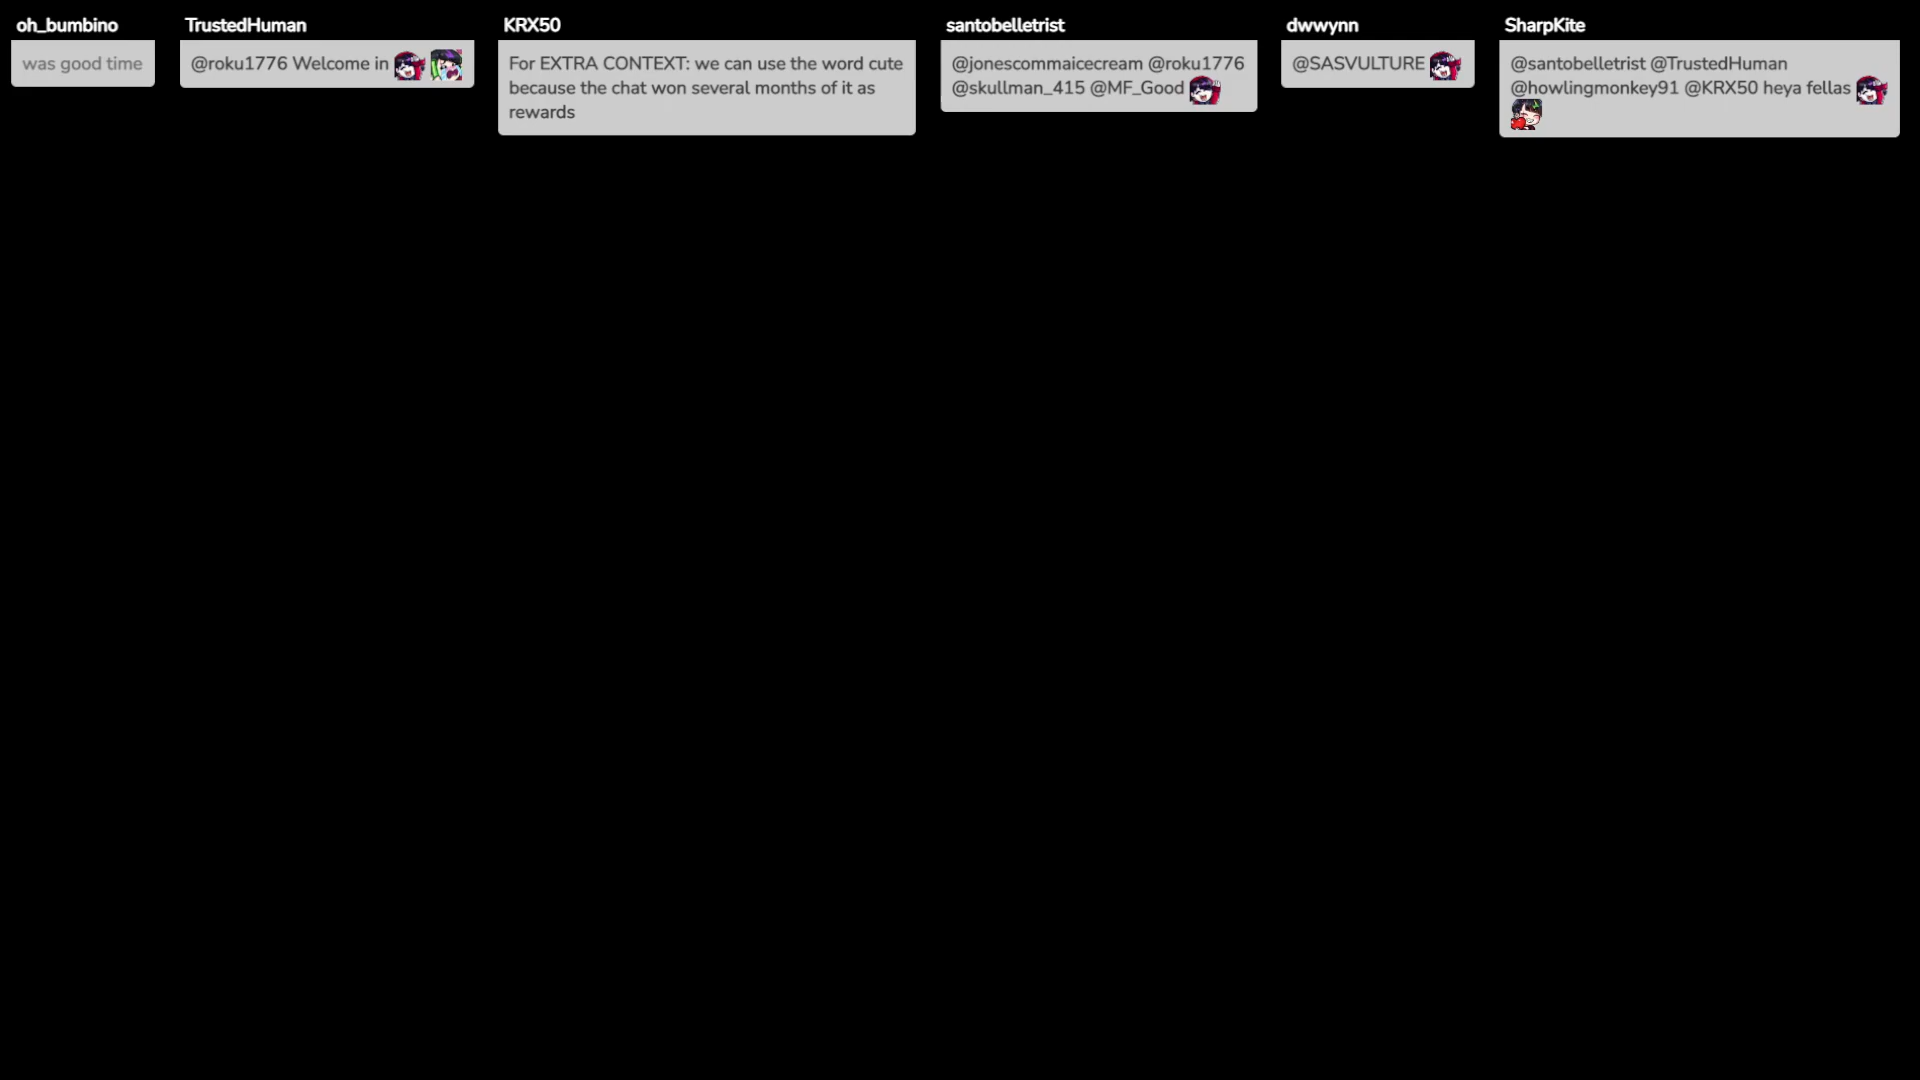 oh_bumbino
was good time
TrustedHuman
@roku1776 Welcome in
KRX50
For EXTRA CONTEXT: we can use the word cute
because the chat won several months of it as
rewards
santobelletrist
@jonescommaicecream @roku1776
@skullman_415 @MF_Good
dwwynn
@SASVULTURE
SharpKite
@santobelletrist @TrustedHuman
@howlingmonkey91 @KRX50 heya fellas